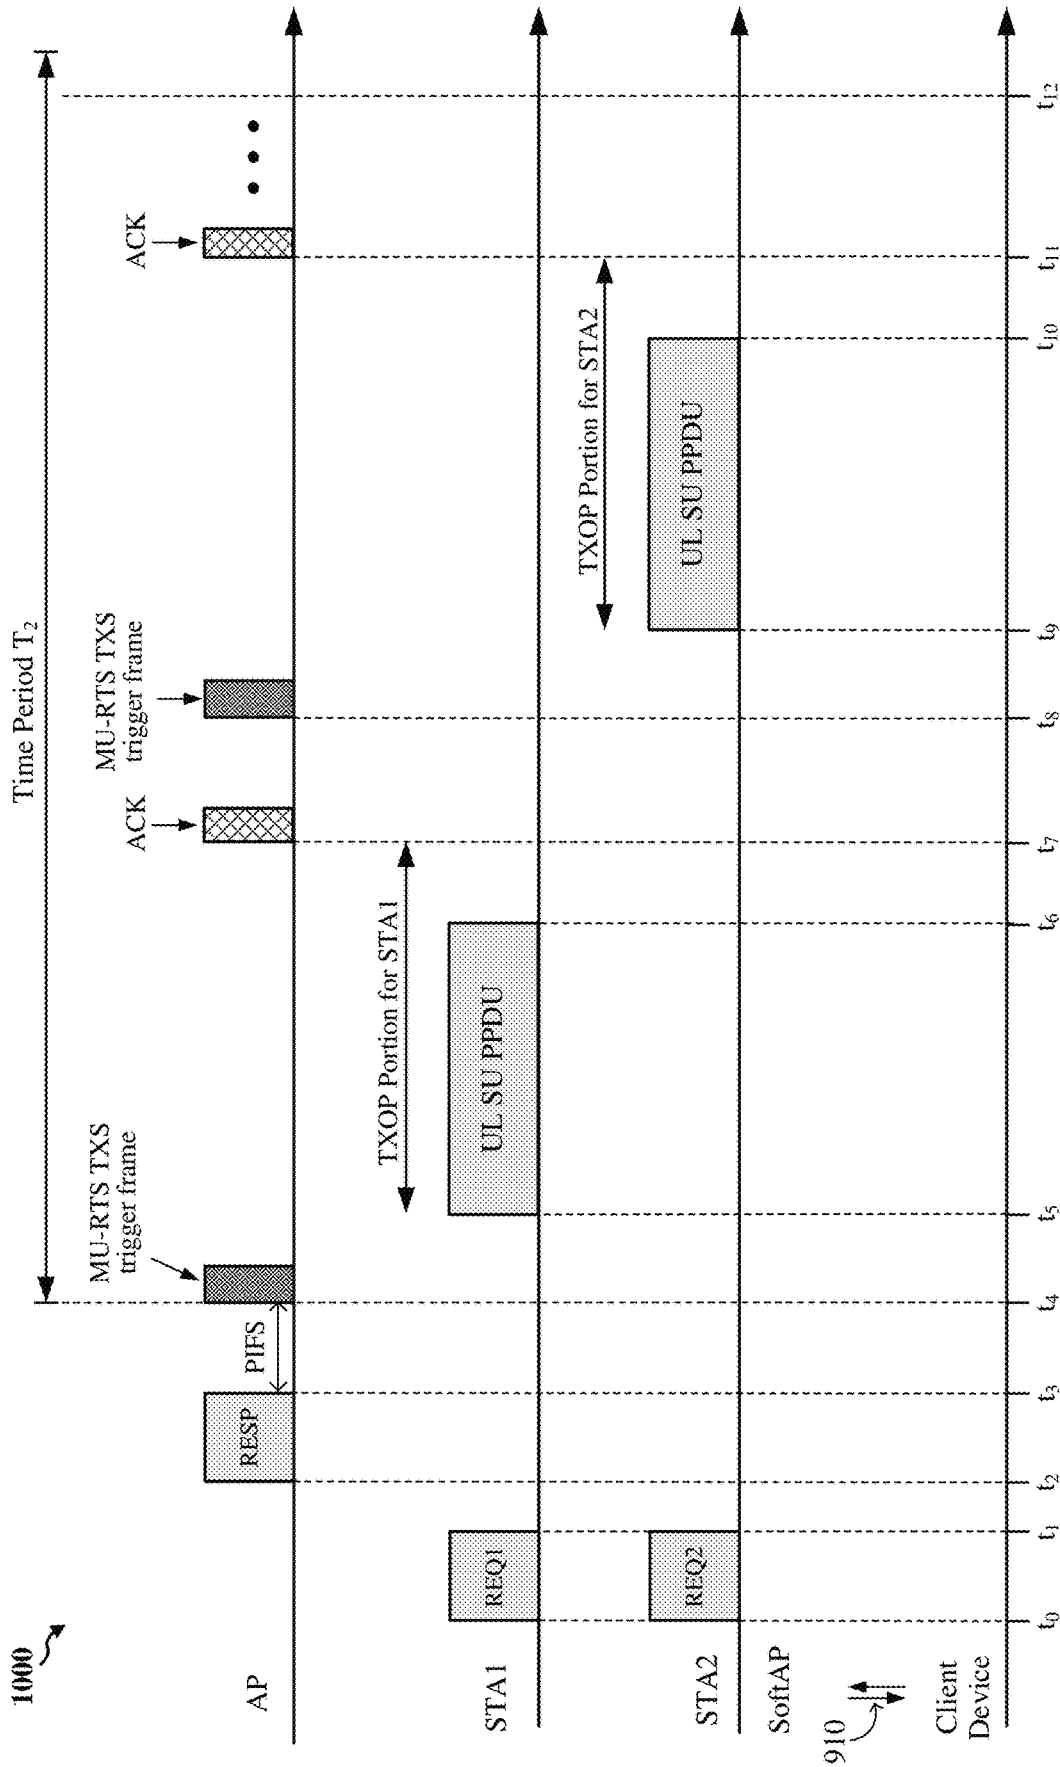 1000
Time Period T2
MU-RTS TXS
trigger frame
ACK
MU-RTS TXS
trigger frame
ACK
AP
RESP
PIFS
TXOP Portion for STA1
STA1
REQ1
UL SU PPDU
TXOP Portion for STA2
STA2
REQ2
UL SU PPDU
SoftAP
910
Client
Device
t0 t1 t2 t3 t4 t5 t6 t7 t8 t9 t10 t11 t12